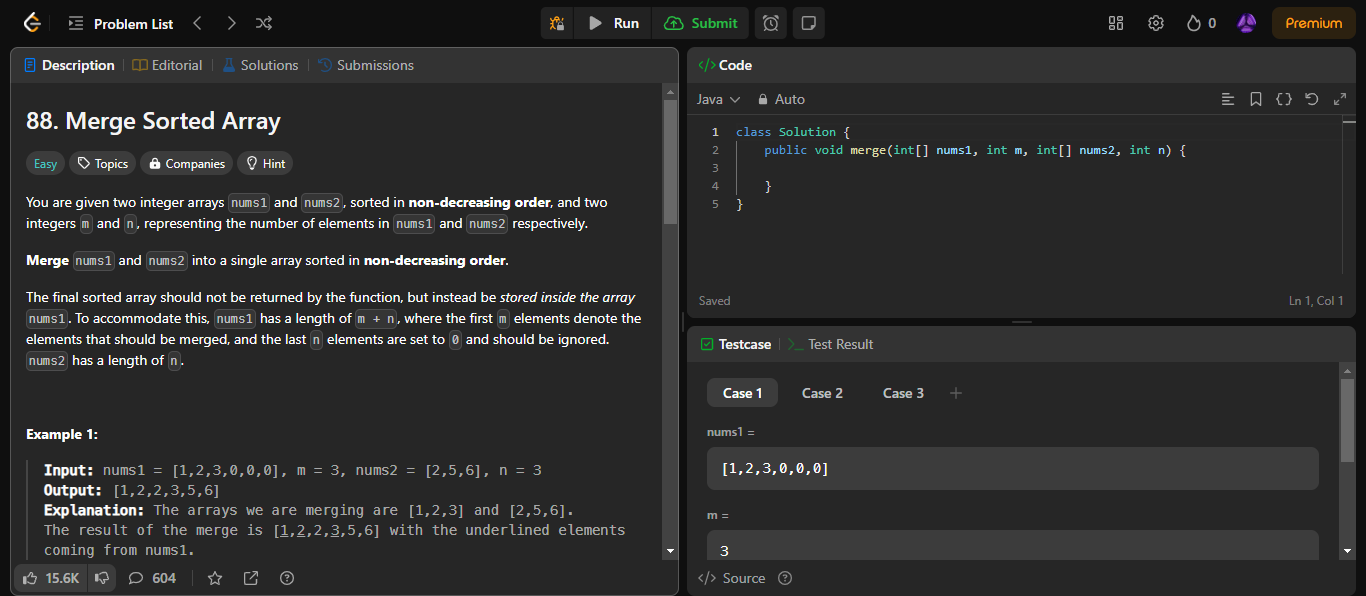 Problem List
Run
Submit
0
Premium
Description
Editorial
Solutions
Submissions
88. Merge Sorted Array
Easy
Topics
Companies
Hint
You are given two integer arrays nums1 and nums2, sorted in non-decreasing order, and two
integers m and n, representing the number of elements in nums1 and nums2 respectively.
Merge nums1 and nums2 into a single array sorted in non-decreasing order.
The final sorted array should not be returned by the function, but instead be stored inside the array
nums1. To accommodate this, nums1 has a length of m + n, where the first m elements denote the
elements that should be merged, and the last n elements are set to 0 and should be ignored.
nums2 has a length of n.
Example 1:
Input: nums1 = [1,2,3,0,0,0], m = 3, nums2 = [2,5,6], n = 3
Output: [1,2,2,3,5,6]
Explanation: The arrays we are merging are [1,2,3] and [2,5,6].
The result of the merge is [1,2,2,3,5,6] with the underlined elements
coming from nums1.
15.6K
604
</> Code
Java
Auto
1 class Solution {
2 public void merge(int[] nums1, int m, int[] nums2, int n) {
3
4 }
5 }
Saved
Ln 1, Col 1
Testcase
>_ Test Result
Case 1
Case 2
Case 3
+
nums1 =
[1,2,3,0,0,0]
m =
3
</> Source